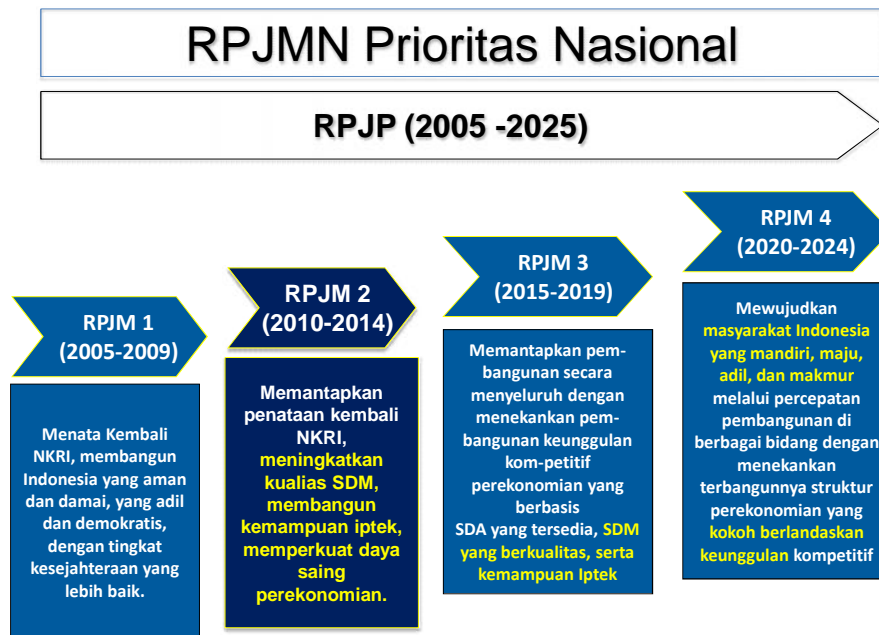 RPJMN Prioritas Nasional
RPJP (2005 -2025)
RPJM 1
(2005-2009)
Menata Kembali
NKRI, membangun
Indonesia yang aman
dan damai, yang adil
dan demokratis,
dengan tingkat
kesejahteraan yang
lebih baik.
RPJM 2
(2010-2014)
Memantapkan
penataan kembali
NKRI,
meningkatkan
kualias SDM,
membangun
kemampuan iptek,
memperkuat daya
saing
perekonomian.
RPJM 3
(2015-2019)
Memantapkan pem-
bangunan secara
menyeluruh dengan
menekankan pem-
bangunan keunggulan
kom-petitif
perekonomian yang
berbasis
SDA yang tersedia, SDM
yang berkualitas, serta
kemampuan Iptek
RPJM 4
(2020-2024)
Mewujudkan
masyarakat Indonesia
yang mandiri, maju,
adil, dan makmur
melalui percepatan
pembangunan di
berbagai bidang dengan
menekankan
terbangunnya struktur
perekonomian yang
kokoh berlandaskan
keunggulan kompetitif